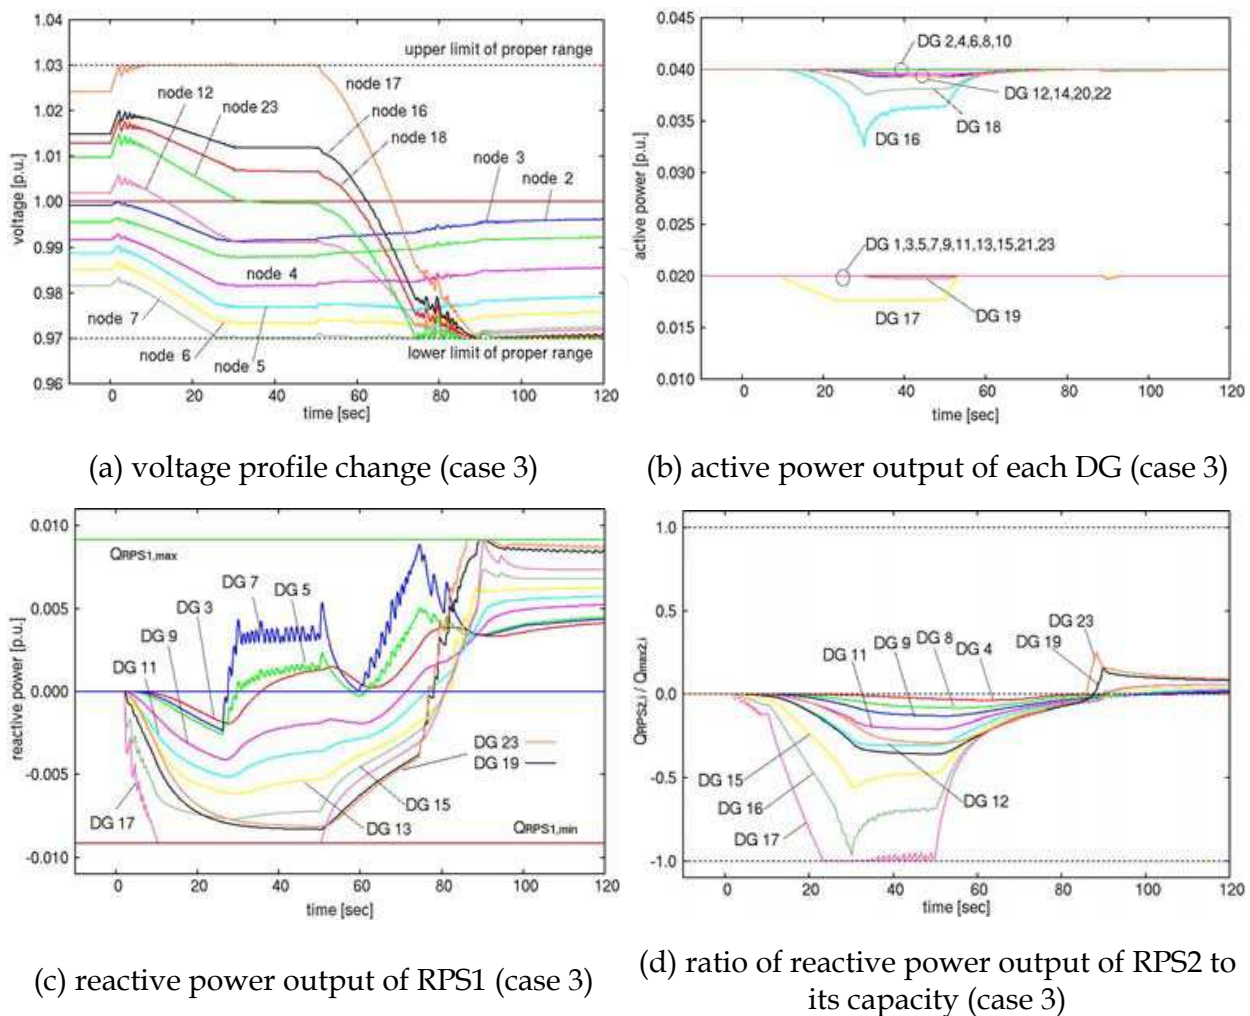 1.04
1.03
1.02
1.01
1.00
0.99
0.98
0.97
0.96
voltage [p.u.]
upper limit of proper range
node 12
node 23
node 17
node 16
node 18
node 3
node 2
node 4
node 7
node 6
node 5
lower limit of proper range
0 20 40 60 80 100 120
time [sec]
(a) voltage profile change (case 3)
0.045
0.040
0.035
0.030
0.025
0.020
0.015
0.010
active power [p.u.]
DG 2,4,6,8,10
DG 12,14,20,22
DG 18
DG 16
DG 1,3,5,7,9,11,13,15,21,23
DG 17
DG 19
0 20 40 60 80 100 120
time [sec]
(b) active power output of each DG (case 3)
0.010
0.005
0.000
-0.005
-0.010
reactive power [p.u.]
QRPS1,max
DG 7
DG 5
DG 3
DG 9
DG 11
DG 17
DG 23
DG 19
DG 15
DG 13
QRPS1,min
0 20 40 60 80 100 120
time [sec]
(c) reactive power output of RPS1 (case 3)
1.0
0.5
0.0
-0.5
-1.0
QRPS2,i / Qmax2,i
DG 23
DG 19
DG 8
DG 4
DG 9
DG 11
DG 15
DG 16
DG 17
DG 12
0 20 40 60 80 100 120
time [sec]
(d) ratio of reactive power output of RPS2 to
its capacity (case 3)